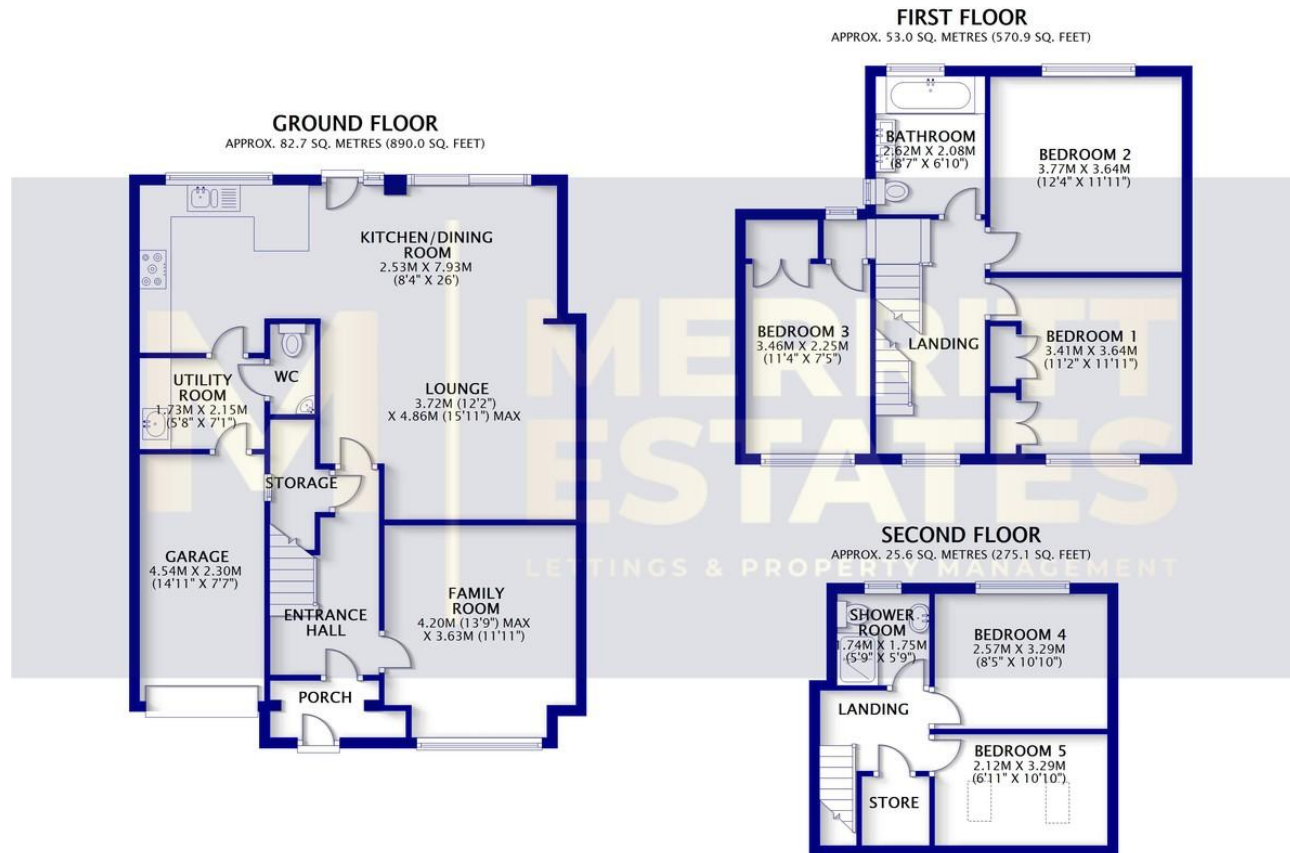 GROUND FLOOR
APPROX. 82.7 SQ. METRES (890.0 SQ. FEET)
KITCHEN/DINING
ROOM
2.53M X 7.93M
(8'4" X 26')
UTILITY
ROOM
1.73M X 2.15M
(5'8" X 7'1")
WC
LOUNGE
3.72M (12'2")
X 4.86M (15'11") MAX
STORAGE
GARAGE
4.54M X 2.30M
(14'11" X 7'7")
ENTRANCE
HALL
FAMILY
ROOM
4.20M (13'9") MAX
X 3.63M (11'11")
PORCH
FIRST FLOOR
APPROX. 53.0 SQ. METRES (570.9 SQ. FEET)
BATHROOM
2.62M X 2.08M
(8'7" X 6'10")
BEDROOM 2
3.77M X 3.64M
(12'4" X 11'11")
BEDROOM 3
3.46M X 2.25M
(11'4" X 7'5")
LANDING
BEDROOM 1
3.41M X 3.64M
(11'2" X 11'11")
SECOND FLOOR
APPROX. 25.6 SQ. METRES (275.1 SQ. FEET)
SHOWER
ROOM
1.74M X 1.75M
(5'9" X 5'9")
BEDROOM 4
2.57M X 3.29M
(8'5" X 10'10")
LANDING
BEDROOM 5
2.12M X 3.29M
(6'11" X 10'10")
STORE
M
MERRITT
ESTATES
LETTINGS & PROPERTY MANAGEMENT